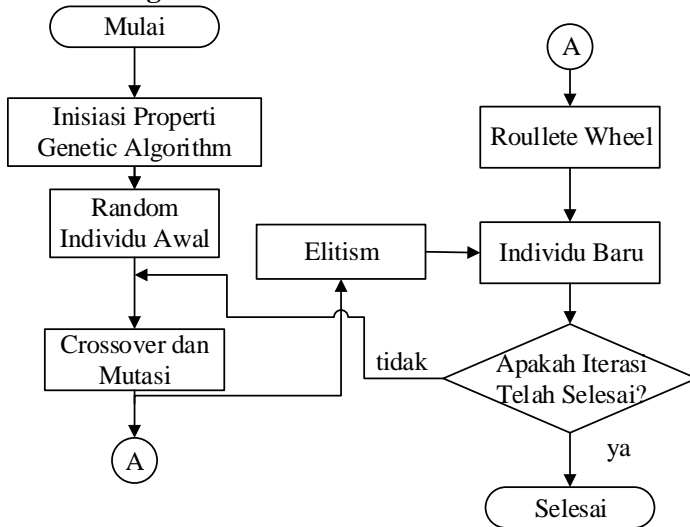 Mulai
Inisiasi Properti
Genetic Algorithm
Random
Individu Awal
Crossover dan
Mutasi
A
Elitism
A
Roullete Wheel
Individu Baru
Apakah Iterasi
Telah Selesai?
tidak
ya
Selesai